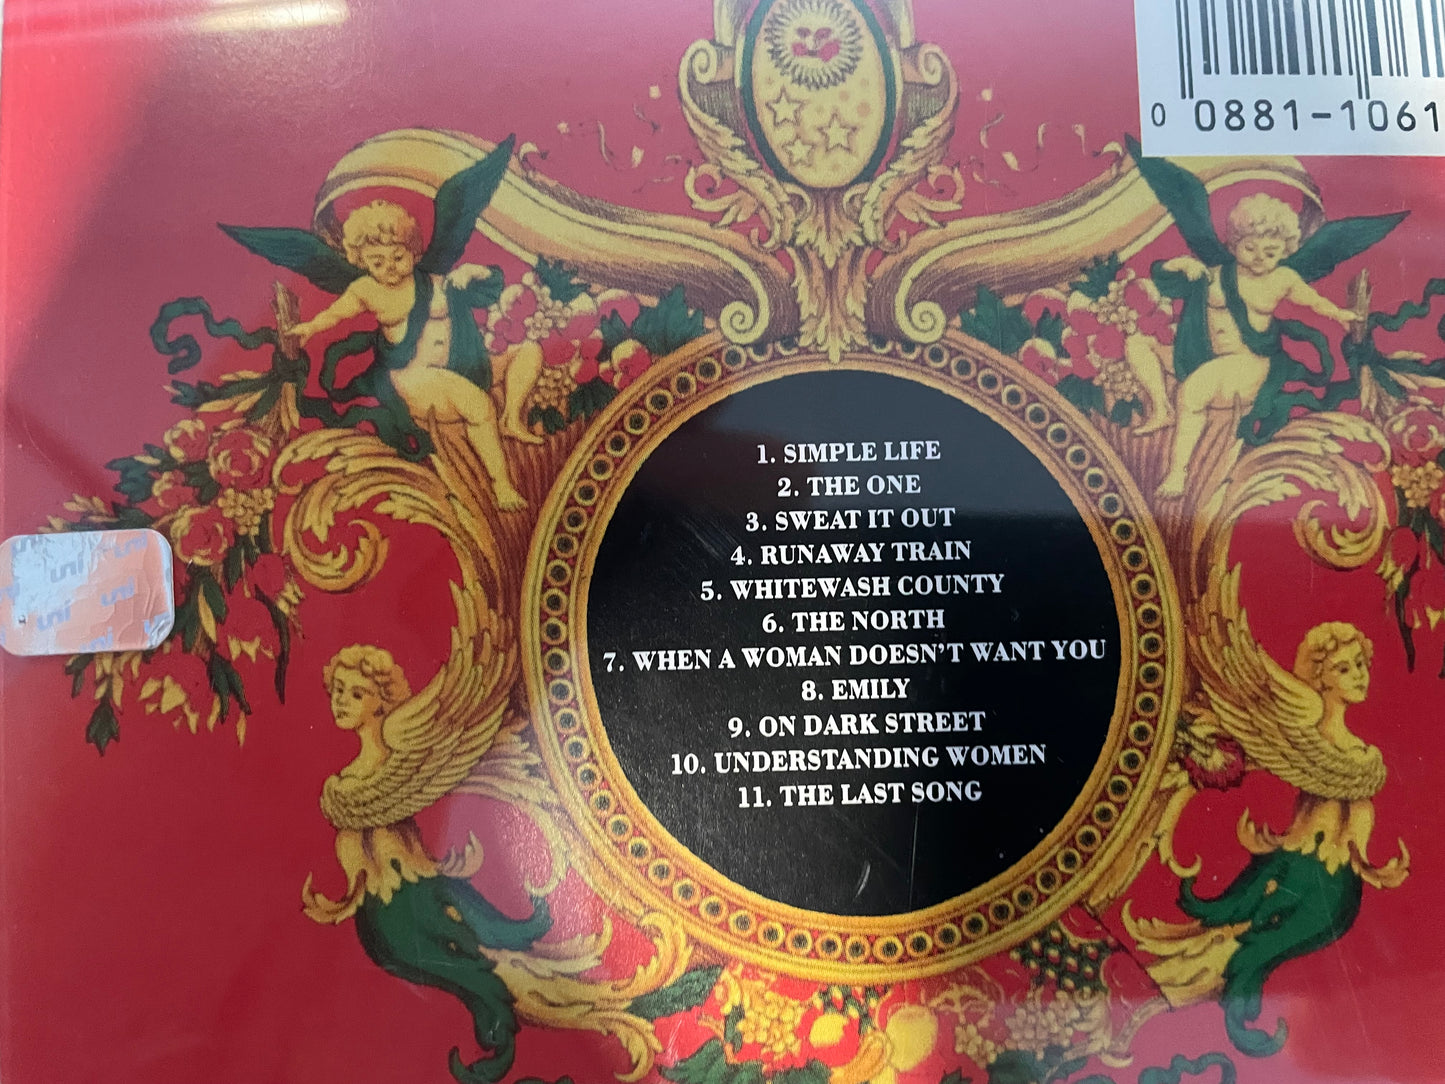 0 0881-1061
1. SIMPLE LIFE
2. THE ONE
3. SWEAT IT OUT
4. RUNAWAY TRAIN
5. WHITEWASH COUNTY
6. THE NORTH
7. WHEN A WOMAN DOESN'T WANT YOU
8. EMILY
9. ON DARK STREET
10. UNDERSTANDING WOMEN
11. THE LAST SONG